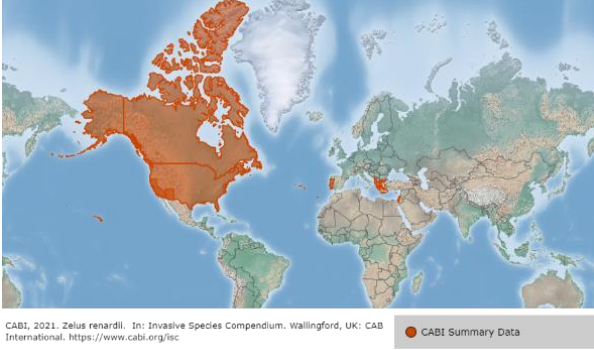 CABI, 2021. Zelus renardii. In: Invasive Species Compendium. Wallingford, UK: CAB
International. https://www.cabi.org/isc
CABI Summary Data